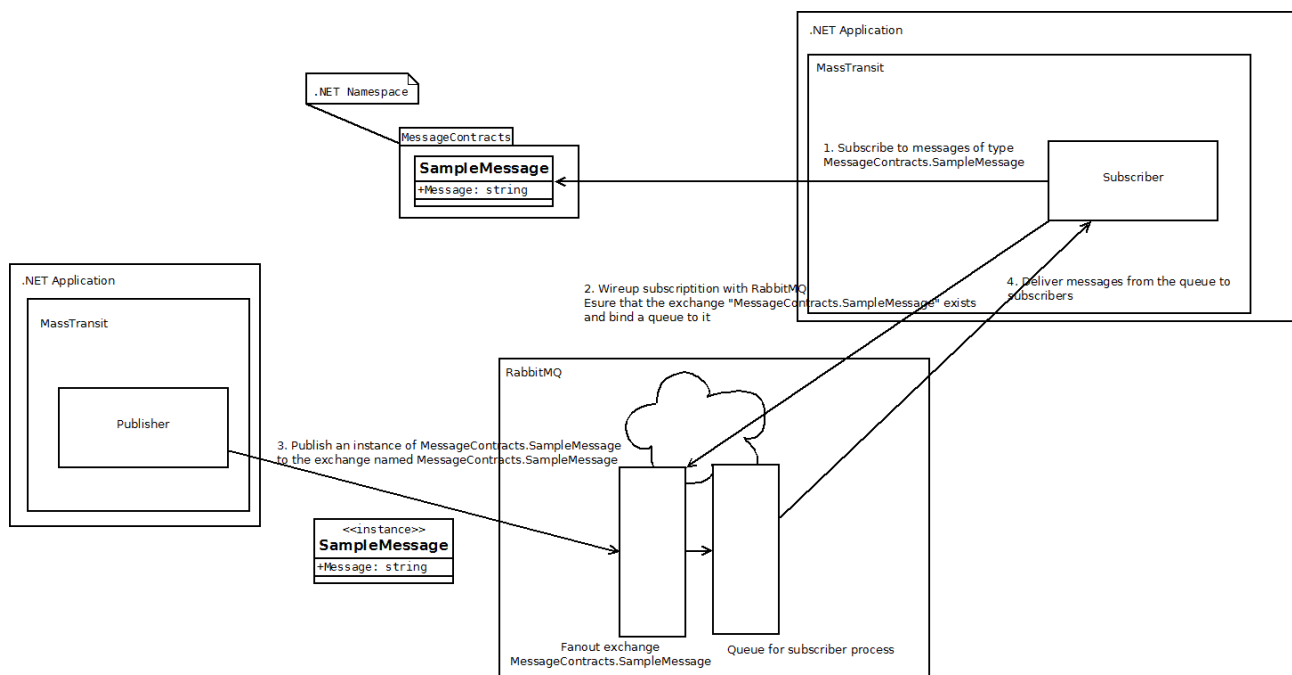 .NET Application
MassTransit
.NET Namespace
MessageContracts
SampleMessage
+Message: string
1. Subscribe to messages of type
MessageContracts.SampleMessage
Subscriber
.NET Application
MassTransit
Publisher
2. Wireup subscriptition with RabbitMQ
Esure that the exchange "MessageContracts.SampleMessage" exists
and bind a queue to it
4. Deliver messages from the queue to
subscribers
RabbitMQ
3. Publish an instance of MessageContracts.SampleMessage
to the exchange named MessageContracts.SampleMessage
<<instance>>
SampleMessage
+Message: string
Fanout exchange
MessageContracts.SampleMessage
Queue for subscriber process